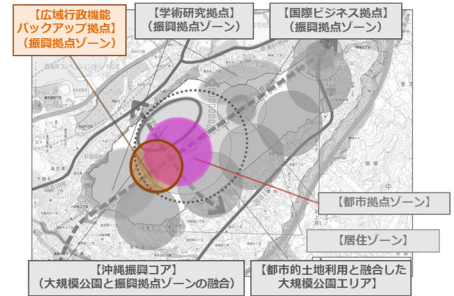 【広域行政機能
バックアップ拠点】
(振興拠点ゾーン)
【学術研究拠点】
(振興拠点ゾーン)
【国際ビジネス拠点】
(振興拠点ゾーン)
【都市拠点ゾーン】
【居住ゾーン】
【沖縄振興コア】
(大規模公園と振興拠点ゾーンの融合)
【都市的土地利用と融合した
大規模公園エリア】